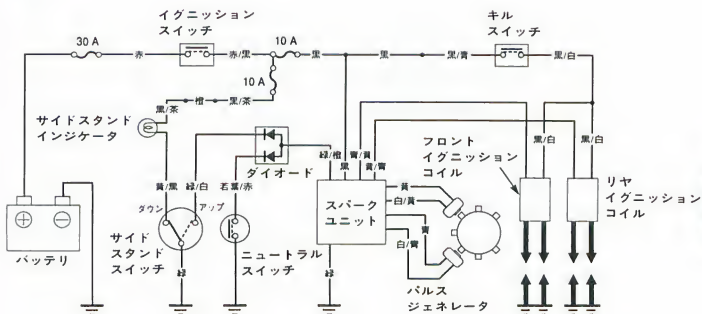 イグニッション
スイッチ
キル
スイッチ
30 A
赤
赤/黒
10 A
黒
黒
黒/青
黒/白
10 A
黒/茶
橙
黒/茶
サイドスタンド
インジケータ
黄/黒
緑/白
若葉/赤
ダイオード
緑/橙
黒
青/黄
黄/青
フロント
イグニッション
コイル
黒/白
黒/白
リヤ
イグニッション
コイル
ダウン
アップ
スパーク
ユニット
黄
白/黄
青
白/青
バッテリ
サイド
スタンド
スイッチ
緑
ニュートラル
スイッチ
緑
パルス
ジェネレータ